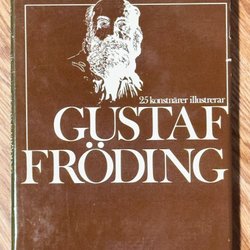 25 konstnärer illustrerar
GUSTAF
FRÖDING